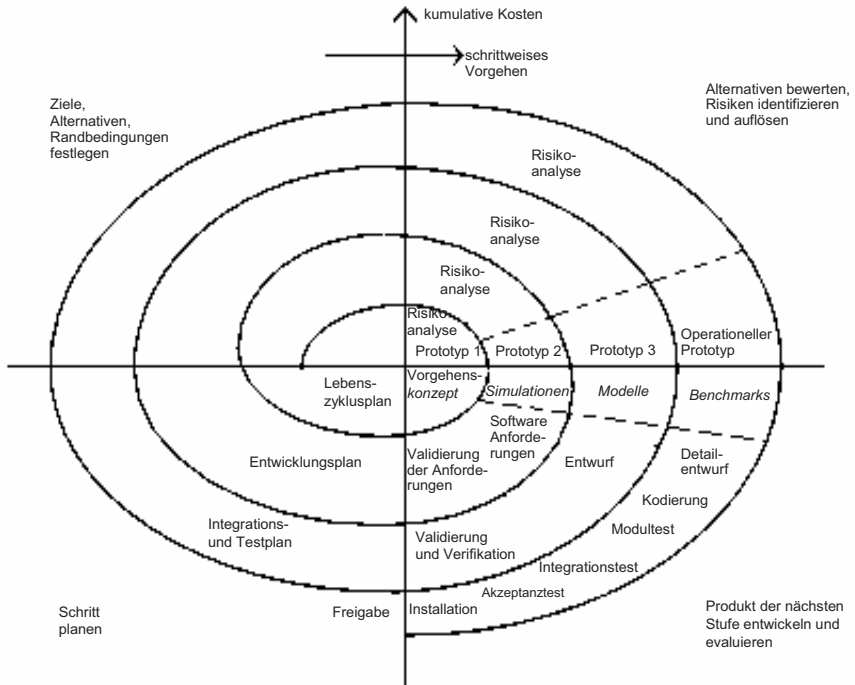 kumulative Kosten
schrittweises
Vorgehen
Ziele,
Alternativen,
Randbedingungen
festlegen
Alternativen bewerten,
Risiken identifizieren
und auflösen
Risiko-
analyse
Risiko-
analyse
Risiko-
analyse
Risiko-
analyse
Prototyp 1
Prototyp 2
Prototyp 3
Operationeller
Prototyp
Lebens-
zyklusplan
Vorgehens-
konzept
Simulationen
Modelle
Benchmarks
Software
Anforde-
rungen
Entwicklungsplan
Validierung
der Anforde-
rungen
Entwurf
Detail-
entwurf
Kodierung
Integrations-
und Testplan
Validierung
und Verifikation
Modultest
Integrationstest
Akzeptanztest
Schritt
planen
Freigabe
Installation
Produkt der nächsten
Stufe entwickeln und
evaluieren